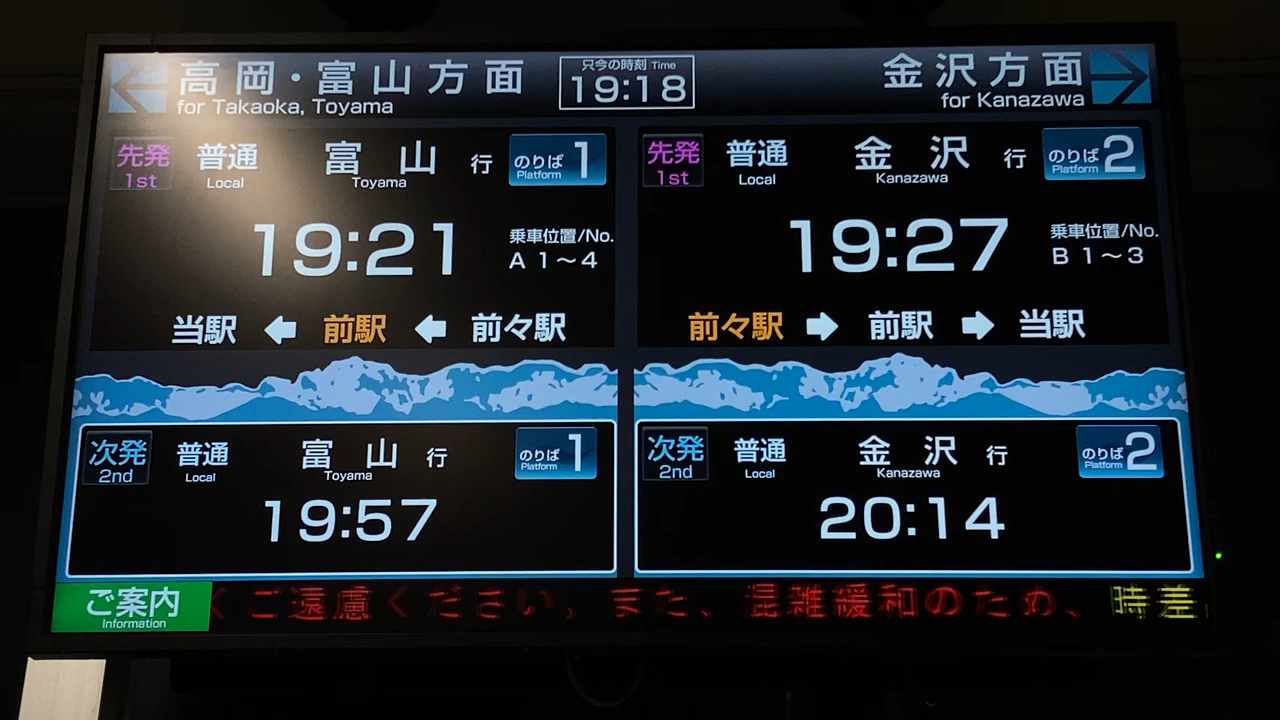 高岡・富山方面
for Takaoka, Toyama
只今の時刻 Time
19:18
金沢方面
for Kanazawa
先発
1st
普通
Local
富山 行
Toyama
のりば 1
Platform
19:21
乗車位置/No.
A 1～4
当駅 ← 前駅 ← 前々駅
先発
1st
普通
Local
金沢 行
Kanazawa
のりば 2
Platform
19:27
乗車位置/No.
B 1～3
前々駅 → 前駅 → 当駅
次発
2nd
普通
Local
富山 行
Toyama
のりば 1
Platform
19:57
次発
2nd
普通
Local
金沢 行
Kanazawa
のりば 2
Platform
20:14
ご案内
Information
くご遠慮ください。また、混雑緩和のため、時差